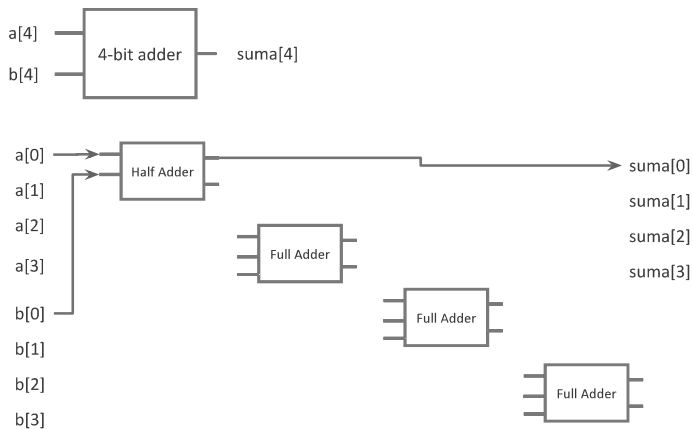 a[4]
4-bit adder
suma[4]
b[4]
a[0]
Half Adder
suma[0]
a[1]
suma[1]
a[2]
suma[2]
Full Adder
a[3]
suma[3]
b[0]
Full Adder
b[1]
b[2]
Full Adder
b[3]